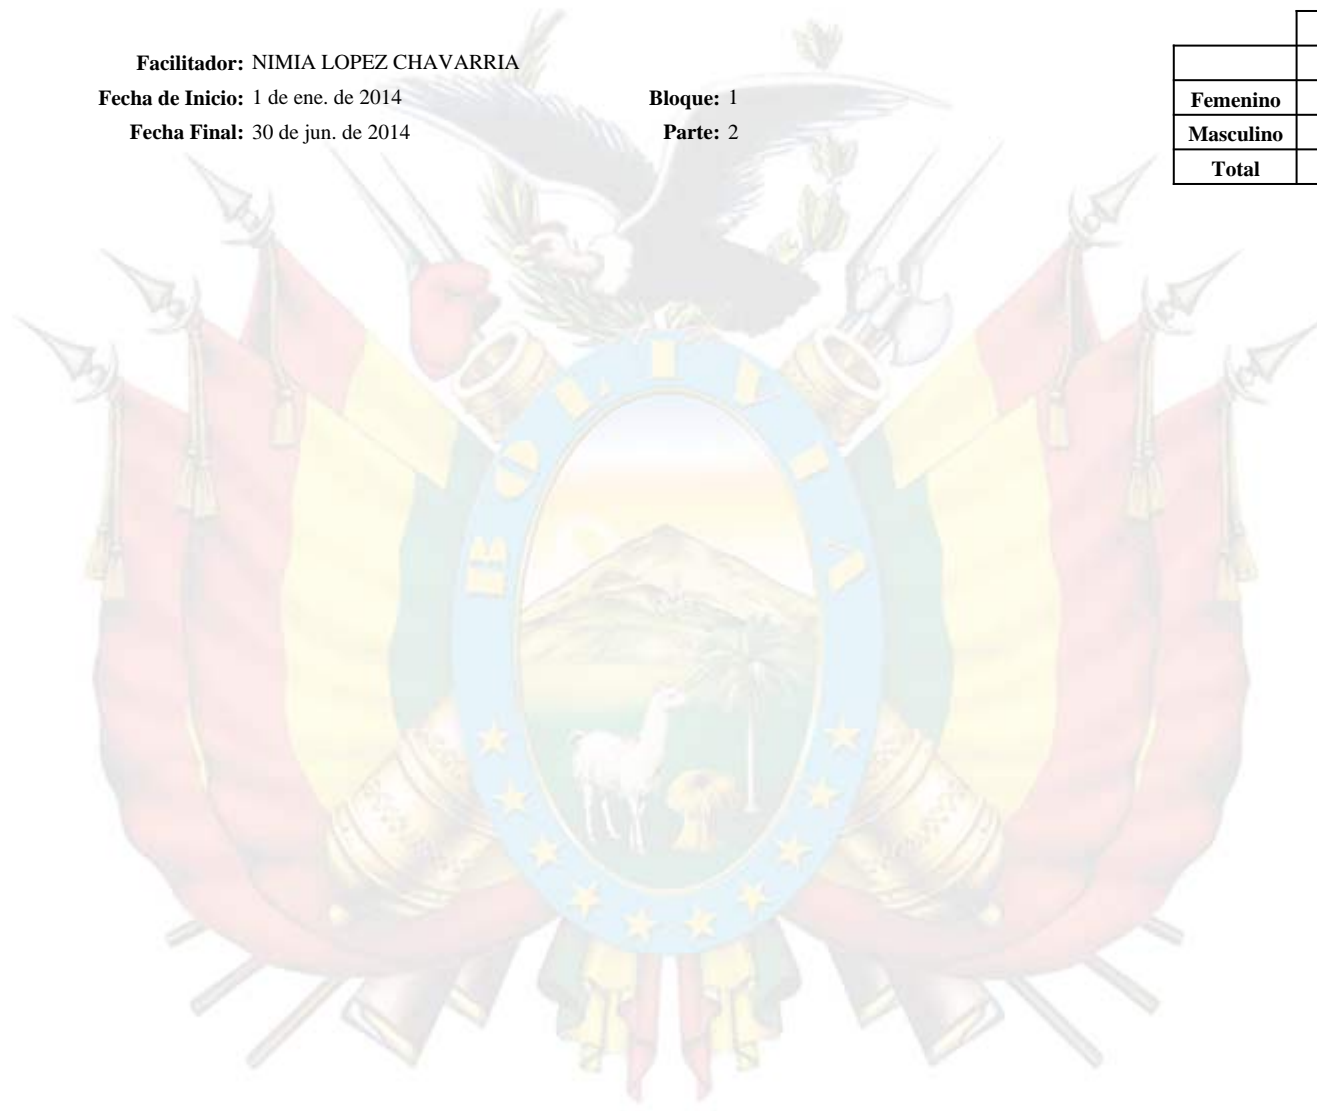 Facilitador: NIMIA LOPEZ CHAVARRIA
Fecha de Inicio: 1 de ene. de 2014 Bloque: 1
Fecha Final: 30 de jun. de 2014 Parte: 2
Femenino
Masculino
Total
BOLIVIA